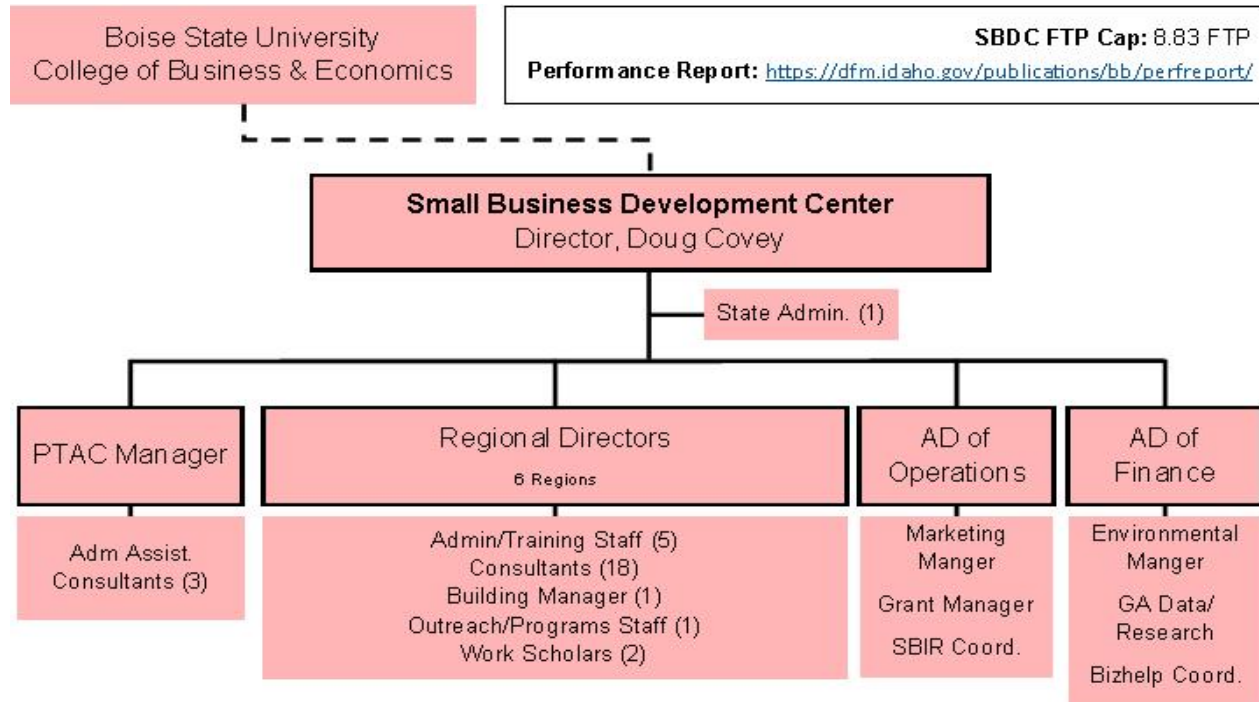 Boise State University
College of Business & Economics
SBDC FTP Cap: 8.83 FTP
Performance Report: https://dfm.idaho.gov/publications/bb/perfreport/
Small Business Development Center
Director, Doug Covey
State Admin. (1)
PTAC Manager
Adm Assist.
Consultants (3)
Regional Directors
6 Regions
Admin/Training Staff (5)
Consultants (18)
Building Manager (1)
Outreach/Programs Staff (1)
Work Scholars (2)
AD of
Operations
Marketing
Manger
Grant Manager
SBIR Coord.
AD of
Finance
Environmental
Manger
GA Data/
Research
Bizhelp Coord.